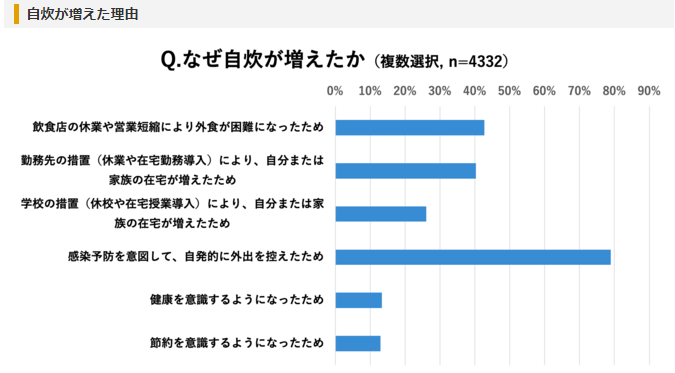 自炊が増えた理由
Q.なぜ自炊が増えたか（複数選択, n=4332）
0% 10% 20% 30% 40% 50% 60% 70% 80% 90%
飲食店の休業や営業短縮により外食が困難になったため
勤務先の措置（休業や在宅勤務導入）により、自分または
家族の在宅が増えたため
学校の措置（休校や在宅授業導入）により、自分または家
族の在宅が増えたため
感染予防を意図して、自発的に外出を控えたため
健康を意識するようになったため
節約を意識するようになったため